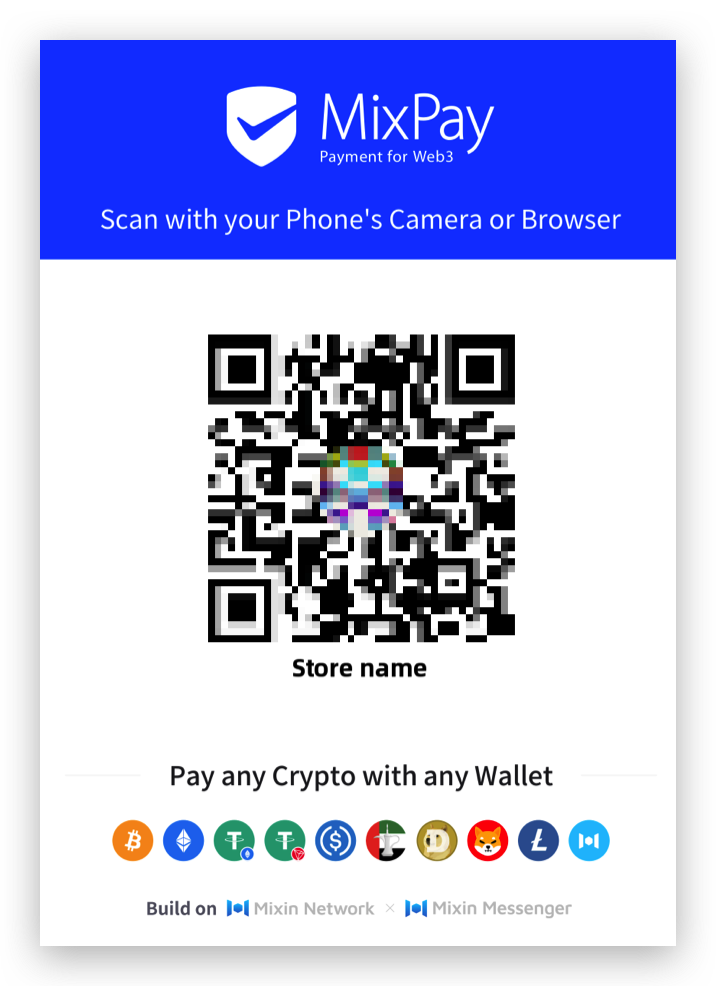 MixPay
Payment for Web3
Scan with your Phone's Camera or Browser
Store name
Pay any Crypto with any Wallet
Build on Mixin Network × Mixin Messenger